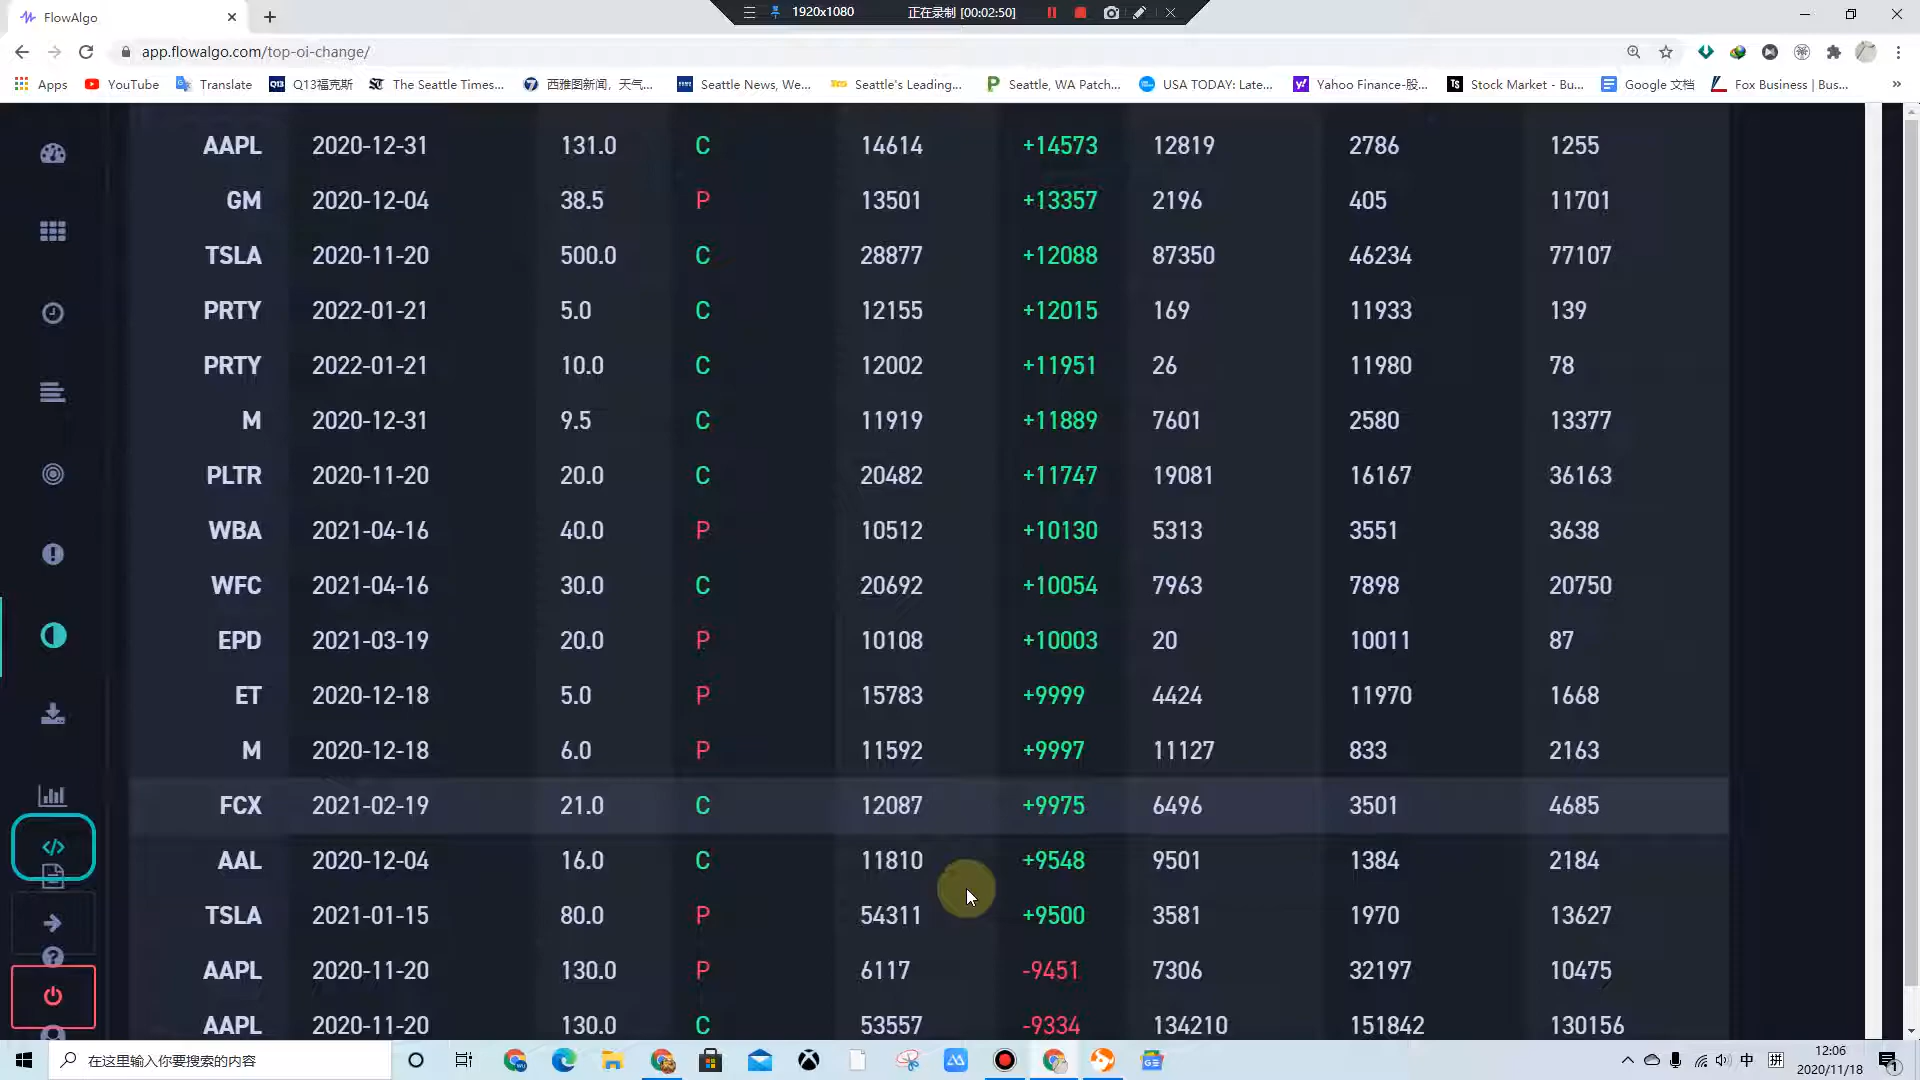 FlowAlgo
1920x1080
正在录制 [00:02:50]
app.flowalgo.com/top-oi-change/
Apps YouTube Translate Q13福克斯 The Seattle Times... 西雅图新闻，天气... Seattle News, We... Seattle's Leading... Seattle, WA Patch... USA TODAY: Late... Yahoo Finance-股... Stock Market - Bu... Google 文档 Fox Business | Bus... »
AAPL 2020-12-31 131.0 C 14614 +14573 12819 2786 1255
GM 2020-12-04 38.5 P 13501 +13357 2196 405 11701
TSLA 2020-11-20 500.0 C 28877 +12088 87350 46234 77107
PRTY 2022-01-21 5.0 C 12155 +12015 169 11933 139
PRTY 2022-01-21 10.0 C 12002 +11951 26 11980 78
M 2020-12-31 9.5 C 11919 +11889 7601 2580 13377
PLTR 2020-11-20 20.0 C 20482 +11747 19081 16167 36163
WBA 2021-04-16 40.0 P 10512 +10130 5313 3551 3638
WFC 2021-04-16 30.0 C 20692 +10054 7963 7898 20750
EPD 2021-03-19 20.0 P 10108 +10003 20 10011 87
ET 2020-12-18 5.0 P 15783 +9999 4424 11970 1668
M 2020-12-18 6.0 P 11592 +9997 11127 833 2163
FCX 2021-02-19 21.0 C 12087 +9975 6496 3501 4685
AAL 2020-12-04 16.0 C 11810 +9548 9501 1384 2184
TSLA 2021-01-15 80.0 P 54311 +9500 3581 1970 13627
AAPL 2020-11-20 130.0 P 6117 -9451 7306 32197 10475
AAPL 2020-11-20 130.0 C 53557 -9334 134210 151842 130156
在这里输入你要搜索的内容
中
拼
12:06
2020/11/18